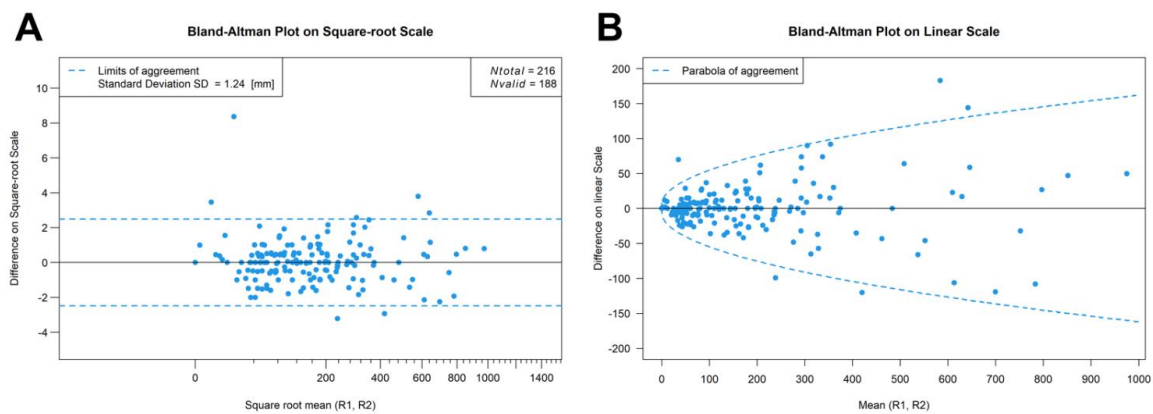 A
Bland-Altman Plot on Square-root Scale
Limits of aggreement
Standard Deviation SD = 1.24 [mm]
Ntotal = 216
Nvalid = 188
Difference on Square-root Scale
10
8
6
4
2
0
-2
-4
0 200 400 600 800 1000 1400
Square root mean (R1, R2)
B
Bland-Altman Plot on Linear Scale
Parabola of aggreement
Difference on linear Scale
200
150
100
50
0
-50
-100
-150
-200
0 100 200 300 400 500 600 700 800 900 1000
Mean (R1, R2)